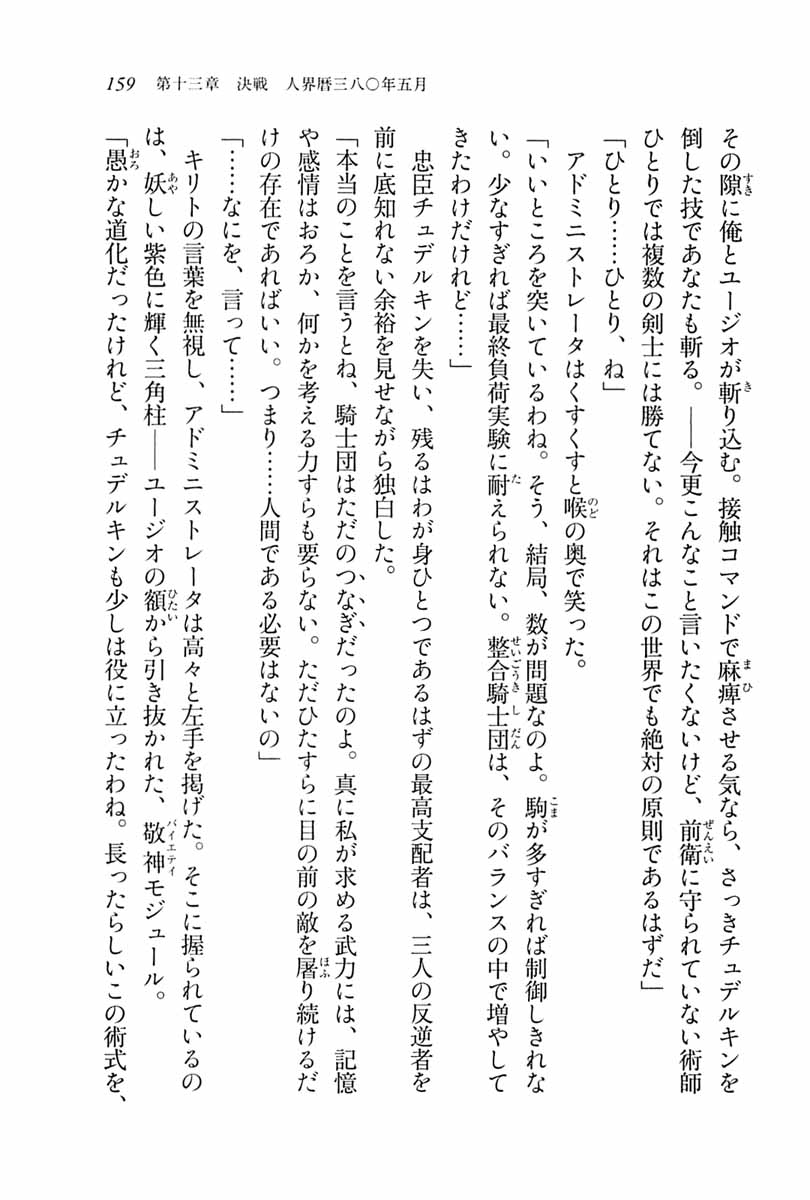 159 第十三章 決戦 人界暦三八〇年五月
その隙に俺とユージオが斬り込む。接触コマンドで麻痺させる気なら、さっきチュデルキンを
倒した技であなたも斬る。――今更こんなこと言いたくないけど、前衛に守られていない術師
ひとりでは複数の剣士には勝てない。それはこの世界でも絶対の原則であるはずだ」
「ひとり……ひとり、ね」
アドミニストレータはくすくすと喉の奥で笑った。
「いいところを突いているわね。そう、結局、数が問題なのよ。駒が多すぎれば制御しきれな
い。少なすぎれば最終負荷実験に耐えられない。整合騎士団は、そのバランスの中で増やして
きたわけだけれど……」
忠臣チュデルキンを失い、残るはわが身ひとつであるはずの最高支配者は、三人の反逆者を
前に底知れない余裕を見せながら独白した。
「本当のことを言うとね、騎士団はただのつなぎだったのよ。真に私が求める武力には、記憶
や感情はおろか、何かを考える力すらも要らない。ただひたすらに目の前の敵を屠り続けるだ
けの存在であればいい。つまり……人間である必要はないの」
「……なにを、言って……」
キリトの言葉を無視し、アドミニストレータは高々と左手を掲げた。そこに握られているの
は、妖しい紫色に輝く三角柱――ユージオの額から引き抜かれた、敬神モジュール。
「愚かな道化だったけれど、チュデルキンも少しは役に立ったわね。長ったらしいこの術式を、